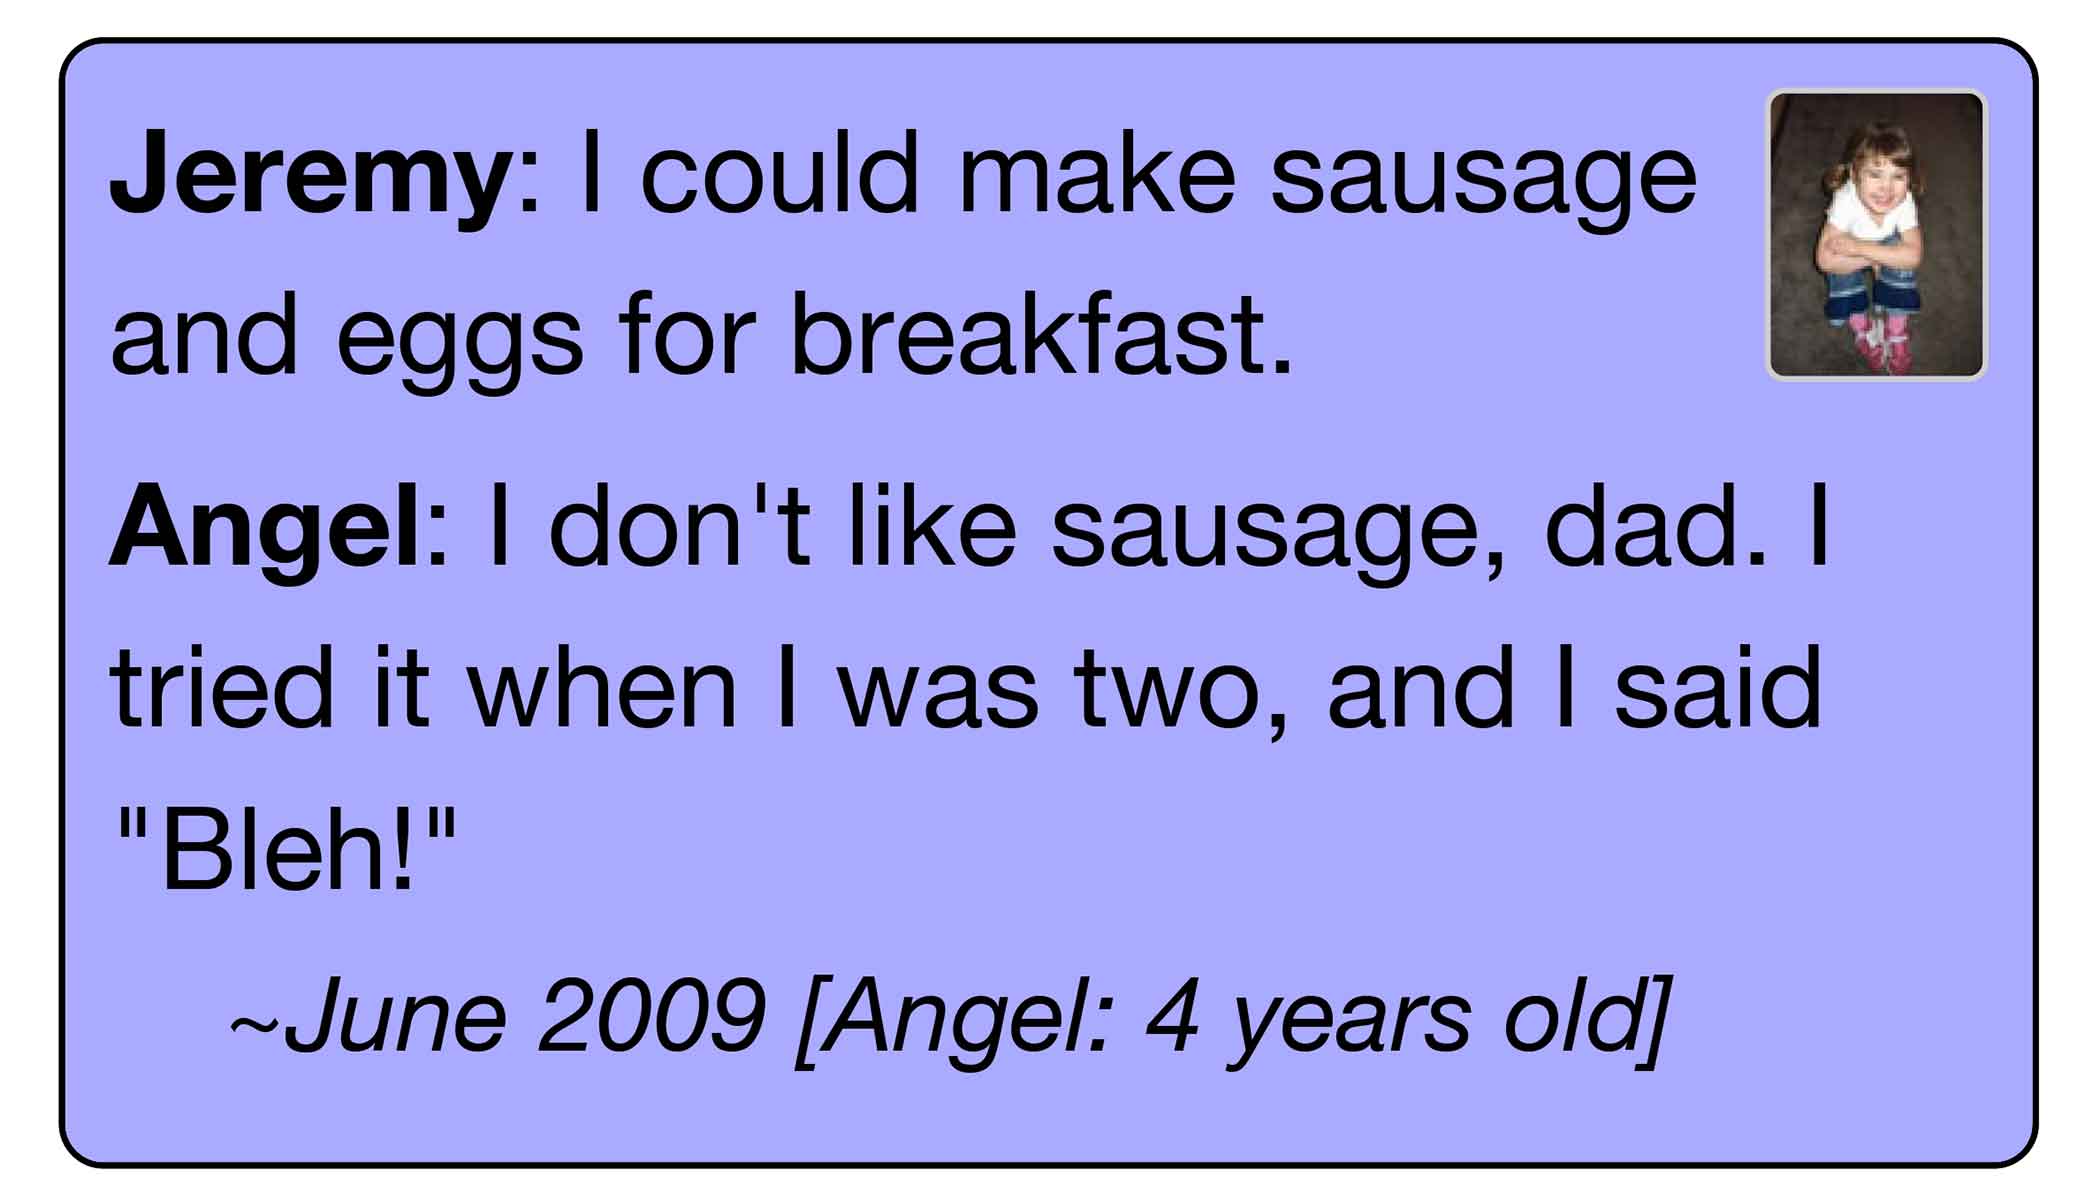 Jeremy: I could make sausage
and eggs for breakfast.
Angel: I don't like sausage, dad. I
tried it when I was two, and I said
"Bleh!"
~June 2009 [Angel: 4 years old]